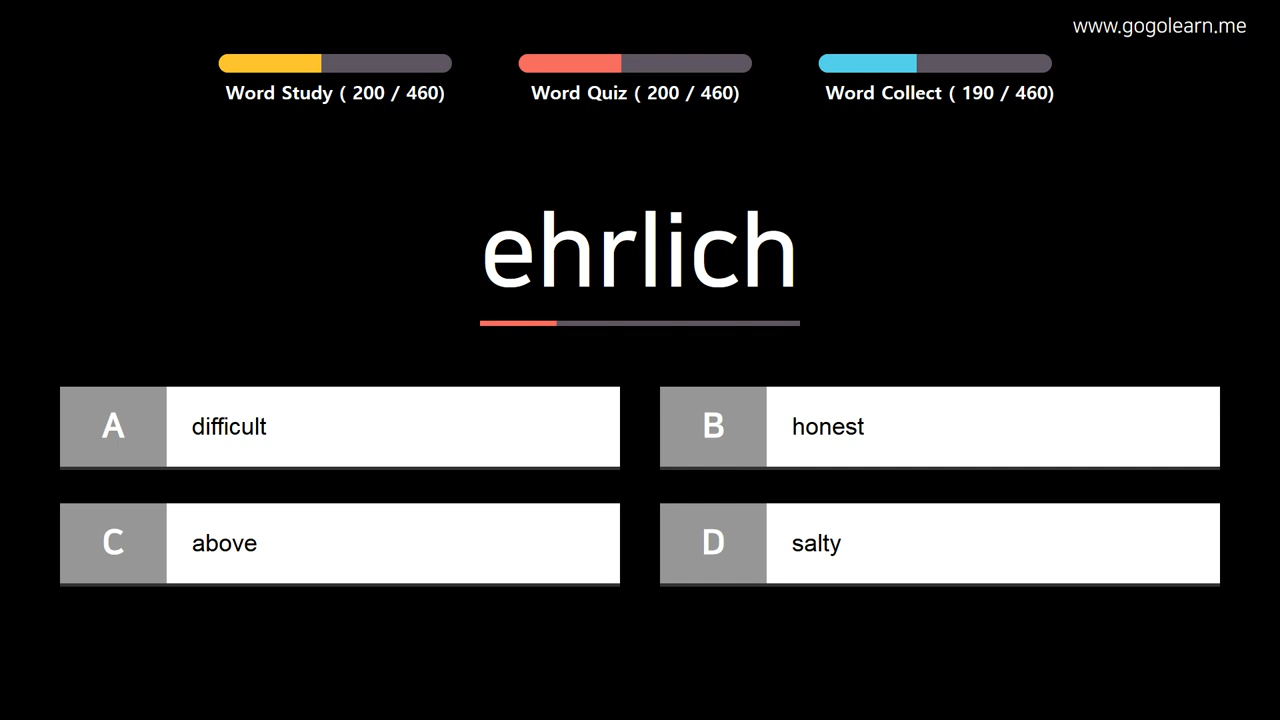 www.gogolearn.me
Word Study ( 200 / 460)
Word Quiz ( 200 / 460)
Word Collect ( 190 / 460)
ehrlich
A difficult
B honest
C above
D salty